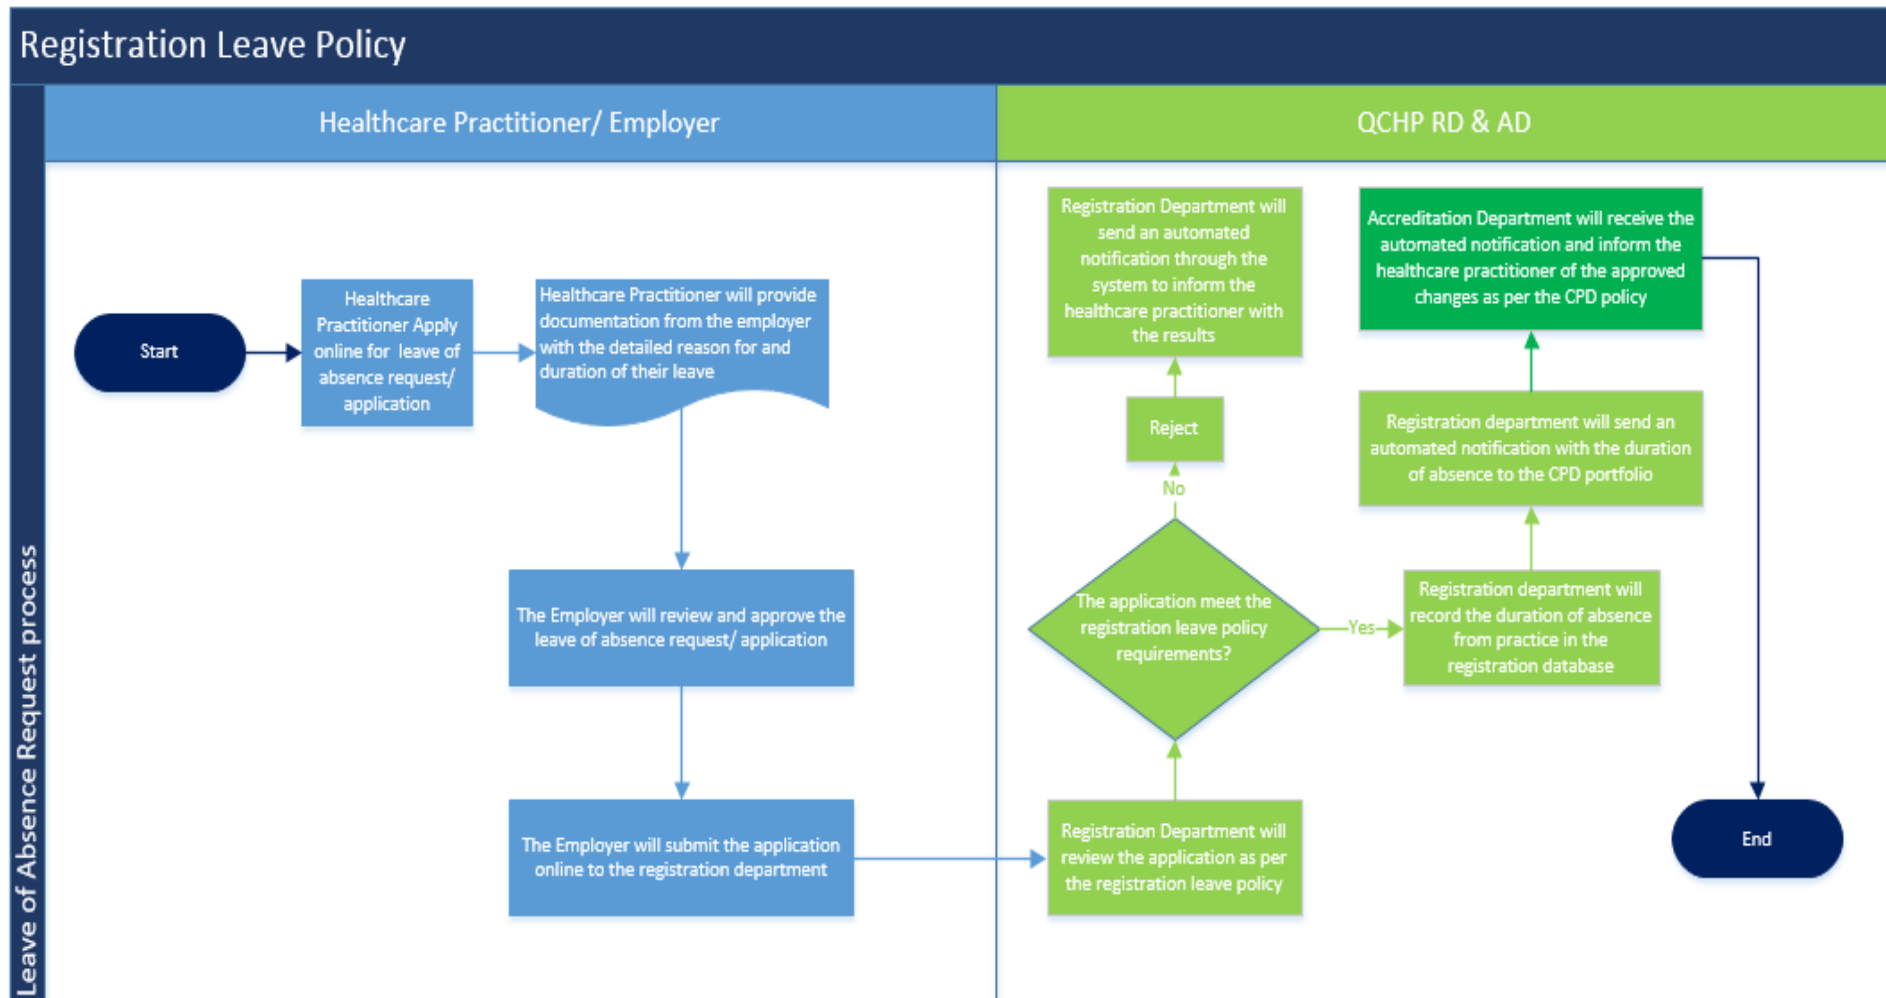 Registration Leave Policy
Leave of Absence Request process
Healthcare Practitioner/ Employer
QCHP RD & AD
Start
Healthcare
Practitioner Apply
online for leave of
absence request/
application
Healthcare Practitioner will provide
documentation from the employer
with the detailed reason for and
duration of their leave
The Employer will review and approve the
leave of absence request/ application
The Employer will submit the application
online to the registration department
Registration Department will
review the application as per
the registration leave policy
The application meet the
registration leave policy
requirements?
No
Reject
Registration Department will
send an automated
notification through the
system to inform the
healthcare practitioner with
the results
Yes
Registration department will
record the duration of absence
from practice in the
registration database
Registration department will send an
automated notification with the duration
of absence to the CPD portfolio
Accreditation Department will receive the
automated notification and inform the
healthcare practitioner of the approved
changes as per the CPD policy
End